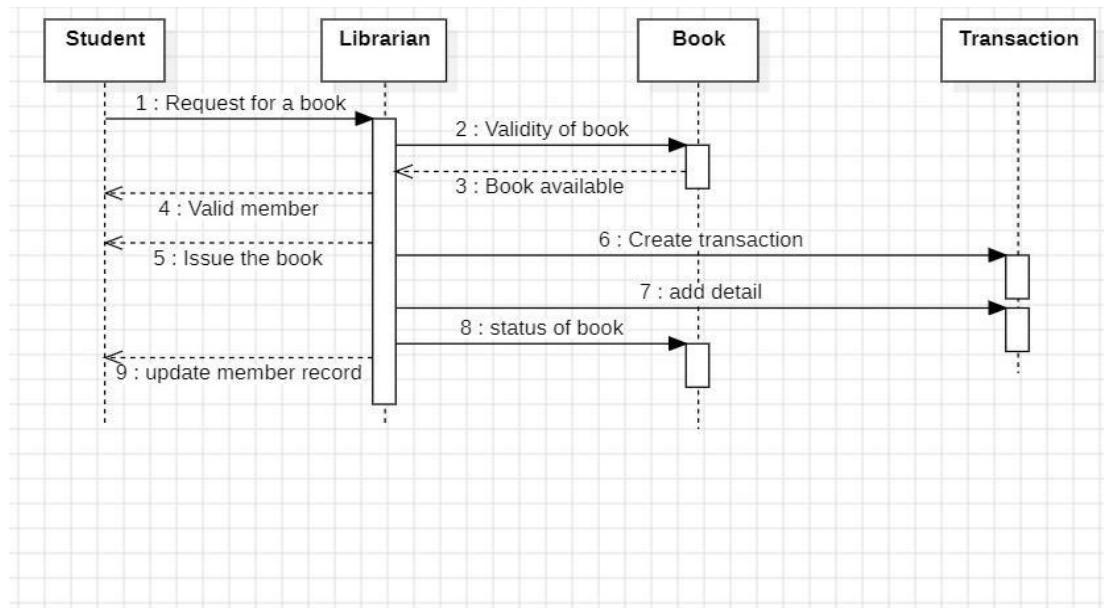 Student
Librarian
Book
Transaction
1 : Request for a book
2 : Validity of book
3 : Book available
4 : Valid member
5 : Issue the book
6 : Create transaction
7 : add detail
8 : status of book
9 : update member record